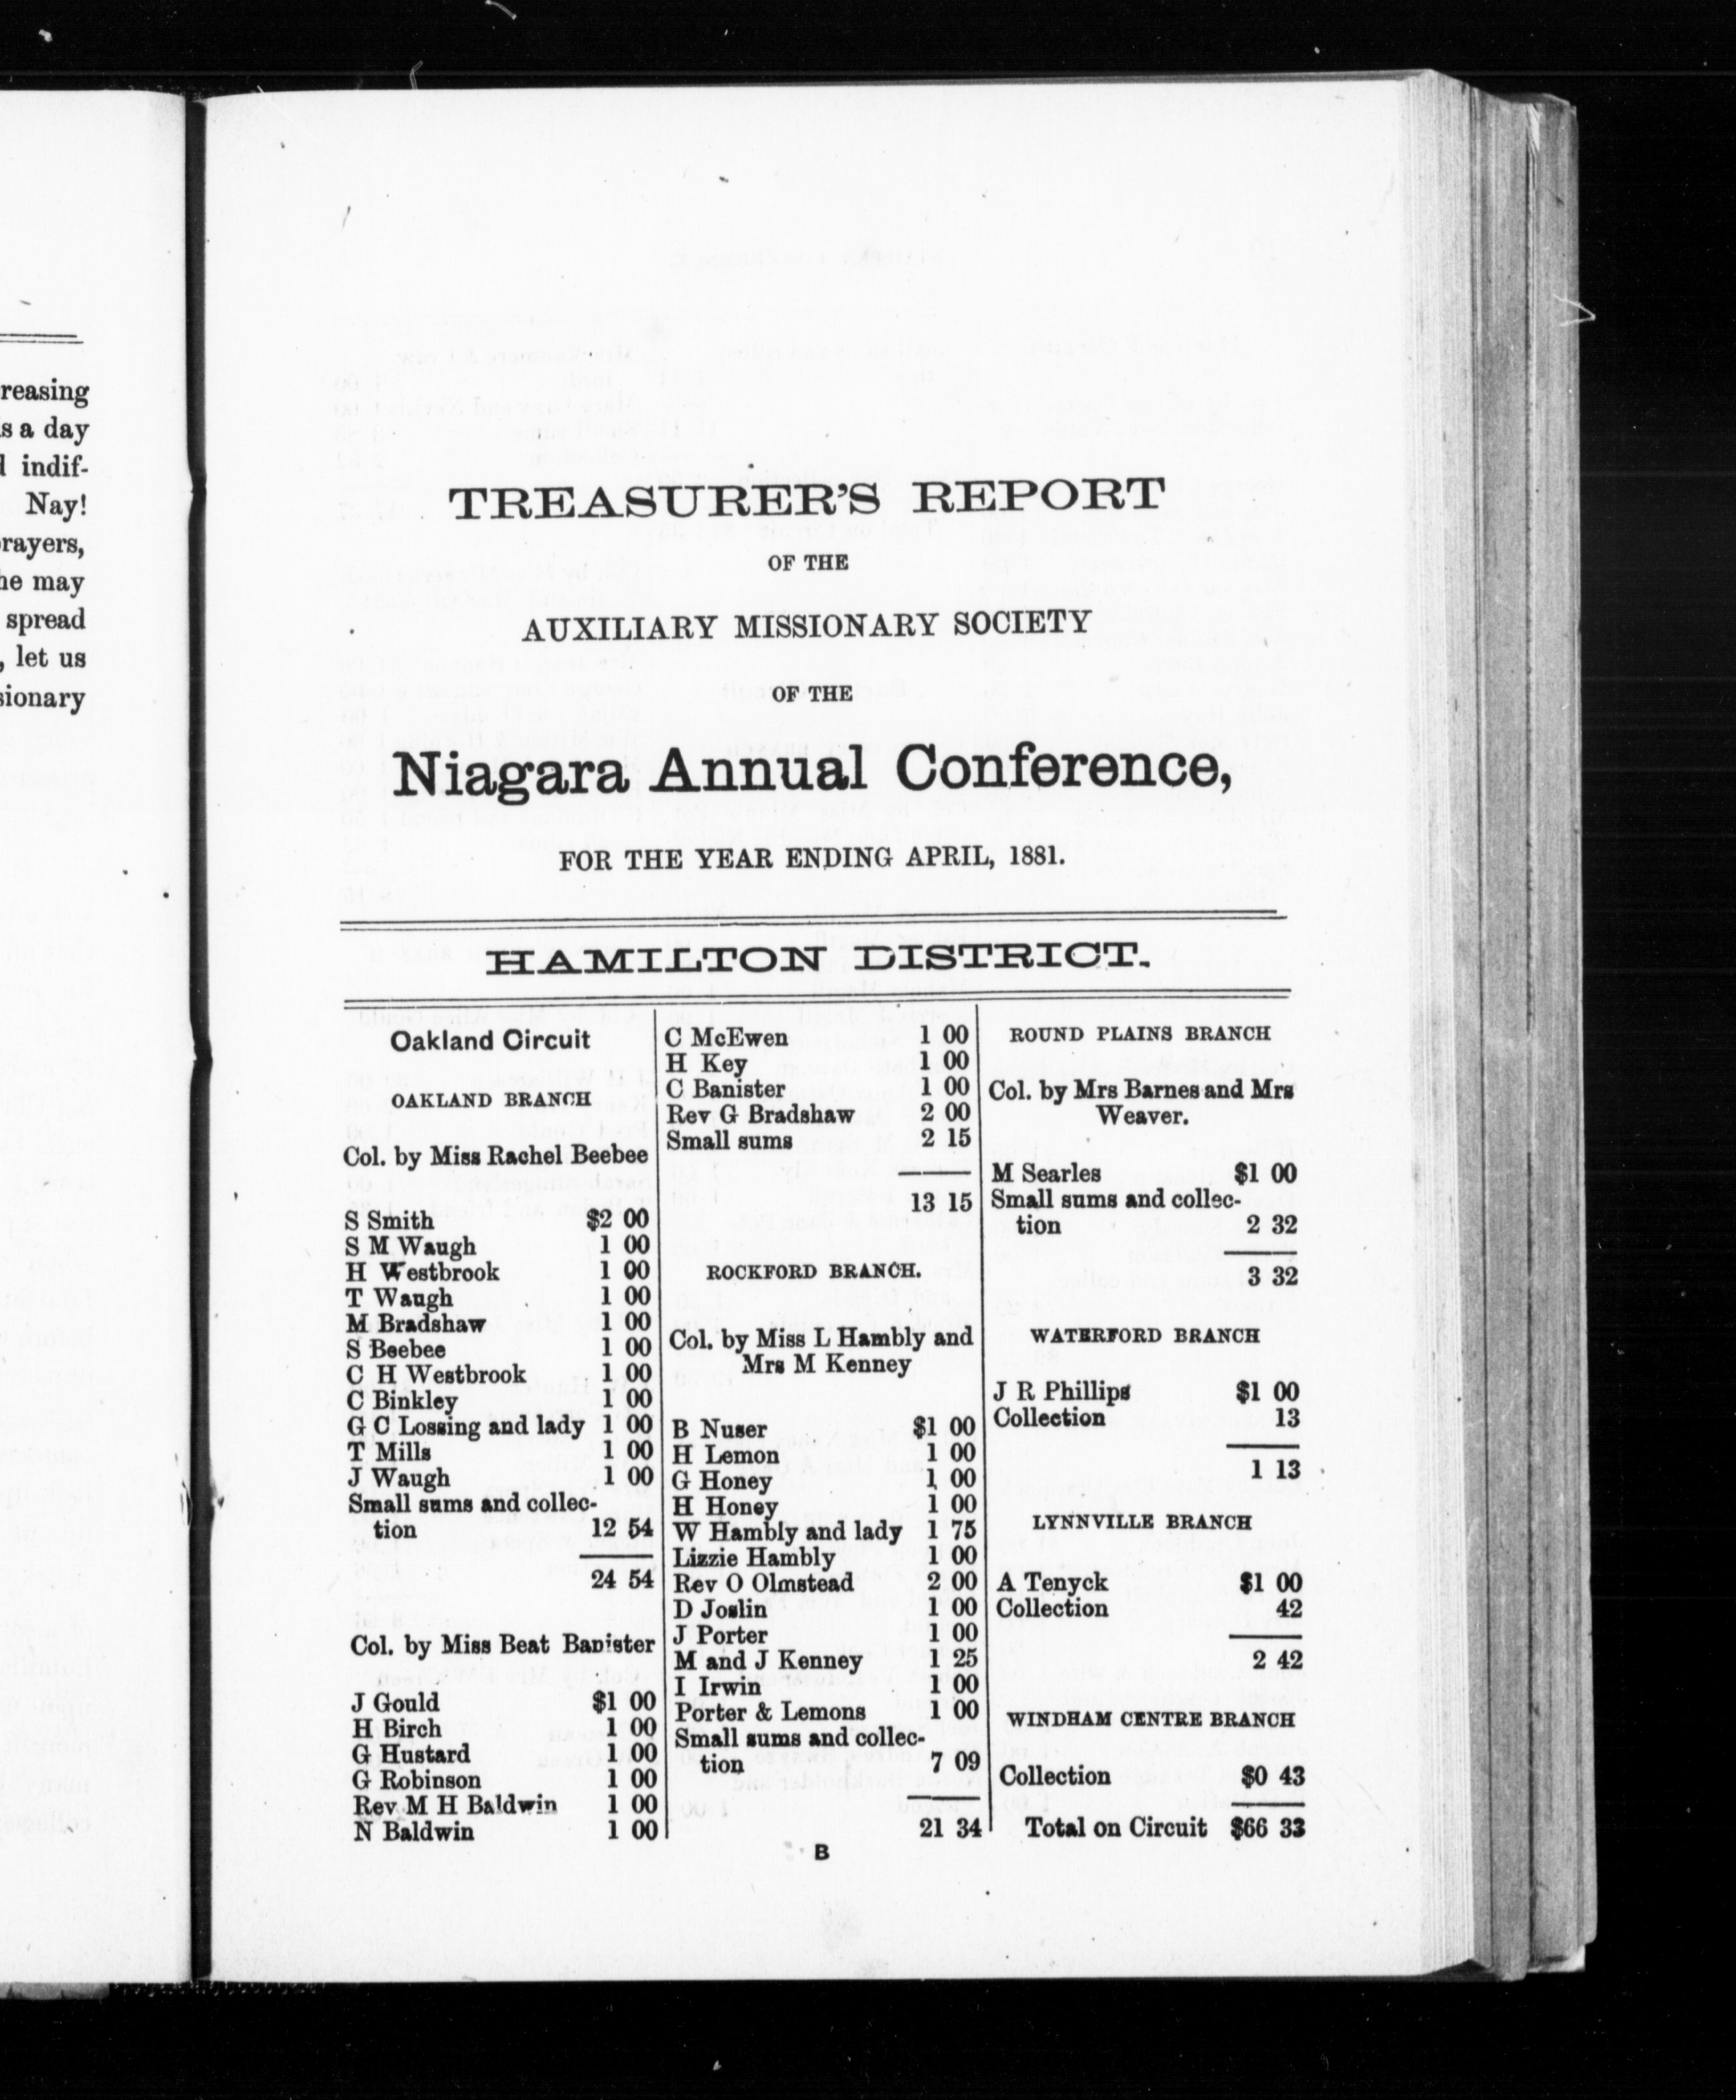 reasing
s a day
indif-
Nay!
rayers,
he may
spread
, let us
sionary
TREASURER'S REPORT
OF THE
AUXILIARY MISSIONARY SOCIETY
OF THE
Niagara Annual Conference,
FOR THE YEAR ENDING APRIL, 1881.
HAMILTON DISTRICT.
Oakland Circuit
OAKLAND BRANCH
Col. by Miss Rachel Beebee
S Smith $2 00
S M Waugh 1 00
H Westbrook 1 00
T Waugh 1 00
M Bradshaw 1 00
S Beebee 1 00
C H Westbrook 1 00
C Binkley 1 00
G C Lossing and lady 1 00
T Mills 1 00
J Waugh 1 00
Small sums and collec-
tion 12 54
24 54
Col. by Miss Beat Banister
J Gould $1 00
H Birch 1 00
G Hustard 1 00
G Robinson 1 00
Rev M H Baldwin 1 00
N Baldwin 1 00
C McEwen 1 00
H Key 1 00
C Banister 1 00
Rev G Bradshaw 2 00
Small sums 2 15
13 15
ROCKFORD BRANCH.
Col. by Miss L Hambly and
Mrs M Kenney
B Nuser $1 00
H Lemon 1 00
G Honey 1 00
H Honey 1 00
W Hambly and lady 1 75
Lizzie Hambly 1 00
Rev O Olmstead 2 00
D Joslin 1 00
J Porter 1 00
M and J Kenney 1 25
I Irwin 1 00
Porter & Lemons 1 00
Small sums and collec-
tion 7 09
21 34
ROUND PLAINS BRANCH
Col. by Mrs Barnes and Mrs
Weaver.
M Searles $1 00
Small sums and collec-
tion 2 32
3 32
WATERFORD BRANCH
J R Phillips $1 00
Collection 13
1 13
LYNNVILLE BRANCH
A Tenyck $1 00
Collection 42
2 42
WINDHAM CENTRE BRANCH
Collection $0 43
Total on Circuit $66 33
B